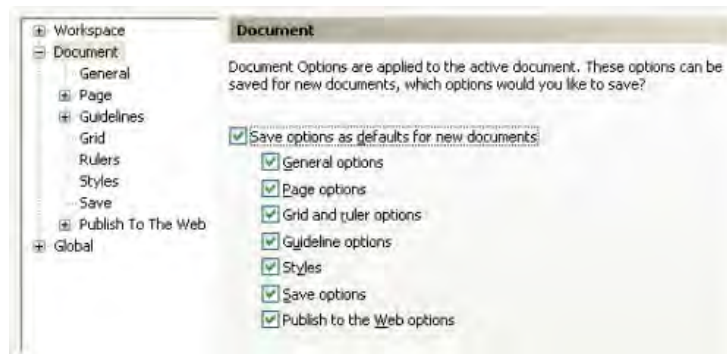 Workspace
Document
General
Page
Guidelines
Grid
Rulers
Styles
Save
Publish To The Web
Global
Document
Document Options are applied to the active document. These options can be
saved for new documents, which options would you like to save?
Save options as defaults for new documents
General options
Page options
Grid and ruler options
Guideline options
Styles
Save options
Publish to the Web options